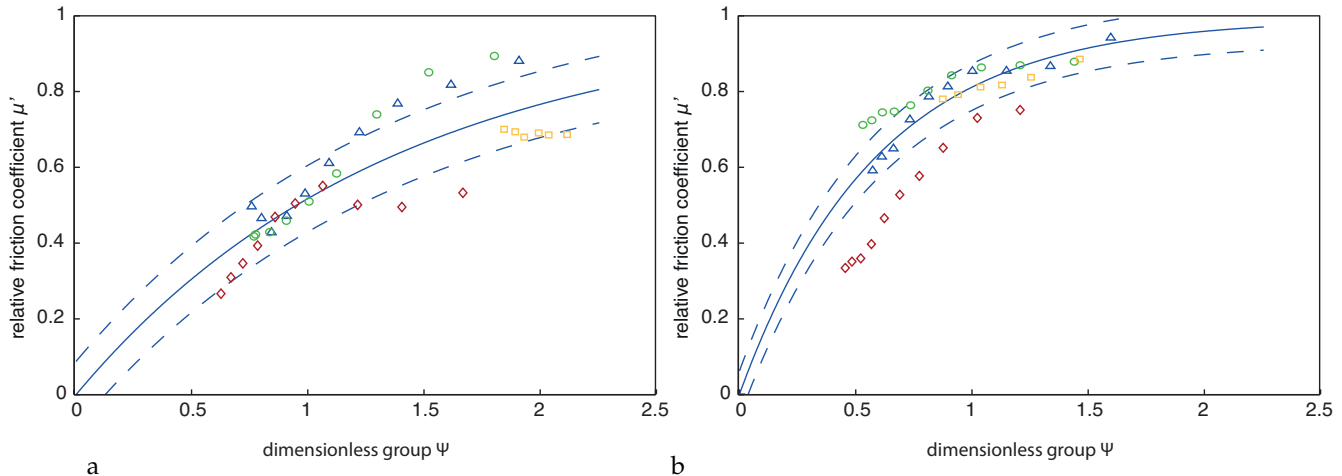 1
0.8
0.6
0.4
0.2
0
0 0.5 1 1.5 2 2.5
relative friction coefficient μ’
dimensionless group Ψ
a
1
0.8
0.6
0.4
0.2
0
0 0.5 1 1.5 2 2.5
relative friction coefficient μ’
dimensionless group Ψ
b